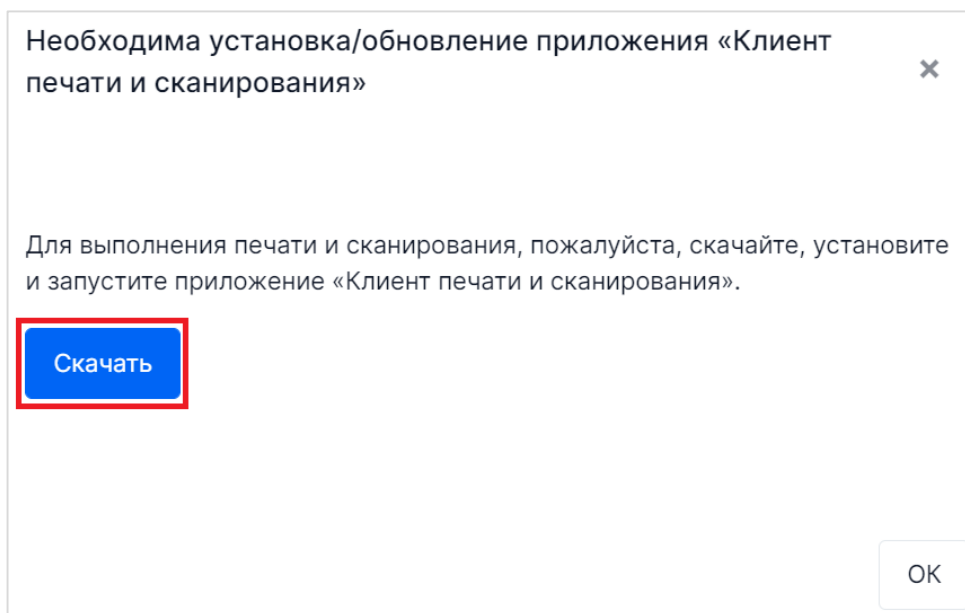 Необходима установка/обновление приложения «Клиент
печати и сканирования»
×
Для выполнения печати и сканирования, пожалуйста, скачайте, установите
и запустите приложение «Клиент печати и сканирования».
Скачать
ОК